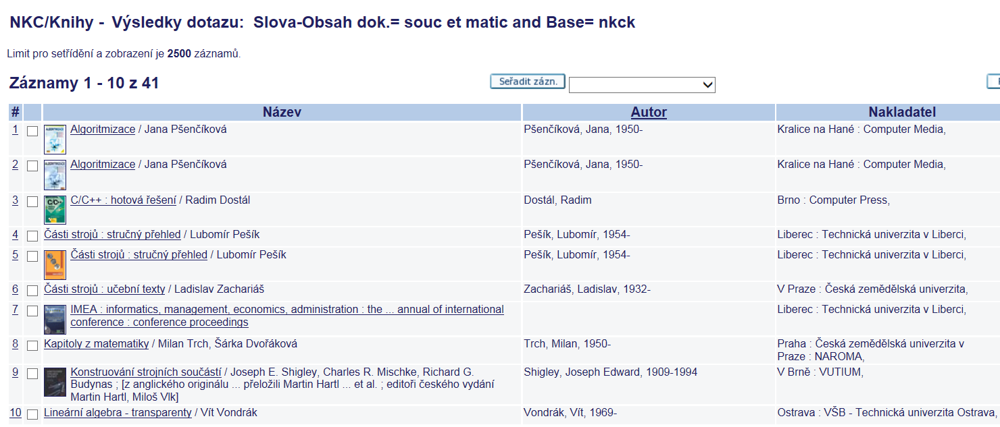 NKC/Knihy - Výsledky dotazu: Slova-Obsah dok.= souc et matic and Base= nkck
Limit pro setřídění a zobrazení je 2500 záznamů.
Záznamy 1 - 10 z 41
Seřadit zázn.
# Název Autor Nakladatel
1 Algoritmizace / Jana Pšenčíková Pšenčíková, Jana, 1950- Kralice na Hané : Computer Media,
2 Algoritmizace / Jana Pšenčíková Pšenčíková, Jana, 1950- Kralice na Hané : Computer Media,
3 C/C++ : hotová řešení / Radim Dostál Dostál, Radim Brno : Computer Press,
4 Části strojů : stručný přehled / Lubomír Pešík Pešík, Lubomír, 1954- Liberec : Technická univerzita v Liberci,
5 Části strojů : stručný přehled / Lubomír Pešík Pešík, Lubomír, 1954- Liberec : Technická univerzita v Liberci,
6 Části strojů : učební texty / Ladislav Zachariáš Zachariáš, Ladislav, 1932- V Praze : Česká zemědělská univerzita,
7 IMEA : informatics, management, economics, administration : the ... annual of international Liberec : Technická univerzita v Liberci,
conference : conference proceedings
8 Kapitoly z matematiky / Milan Trch, Šárka Dvořáková Trch, Milan, 1950- Praha : Česká zemědělská univerzita v
Praze : NAROMA,
9 Konstruování strojních součástí / Joseph E. Shigley, Charles R. Mischke, Richard G. Shigley, Joseph Edward, 1909-1994 V Brně : VUTIUM,
Budynas ; [z anglického originálu ... přeložili Martin Hartl ... et al. ; editoři českého vydání
Martin Hartl, Miloš Vlk]
10 Lineární algebra - transparenty / Vít Vondrák Vondrák, Vít, 1969- Ostrava : VŠB - Technická univerzita Ostrava,